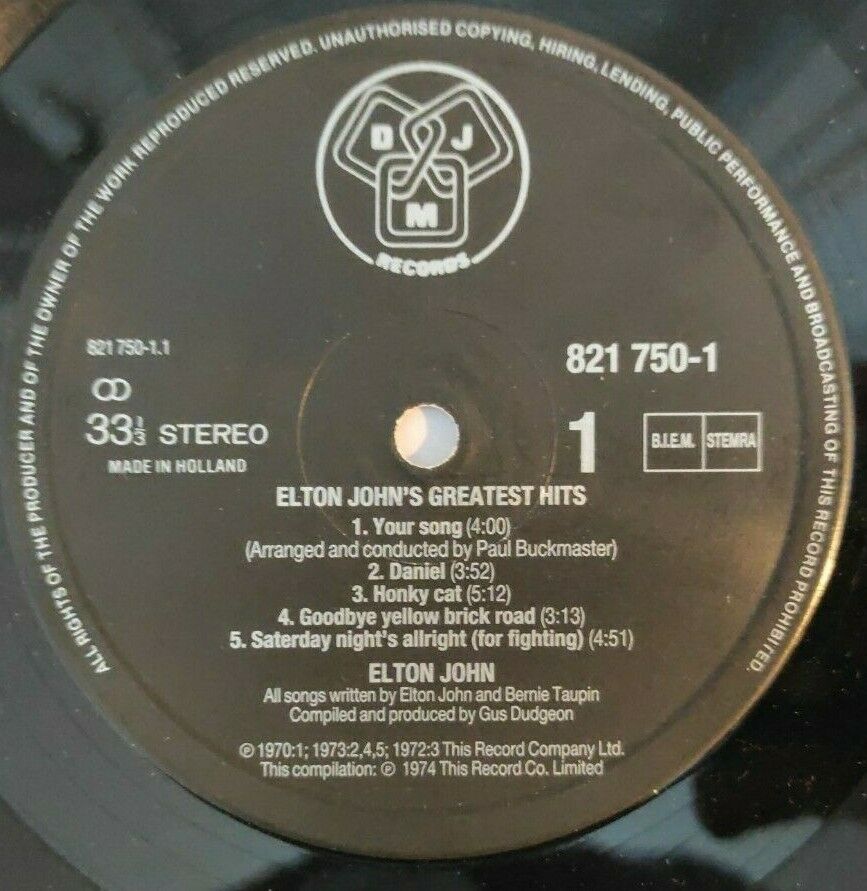 ALL RIGHTS OF THE PRODUCER AND OF THE OWNER OF THE WORK REPRODUCED RESERVED. UNAUTHORISED COPYING, HIRING, LENDING, PUBLIC PERFORMANCE AND BROADCASTING OF THIS RECORD PROHIBITED.
D J
M
RECORDS
821 750-1.1
821 750-1
33⅓ STEREO
1
B.I.E.M. STEMRA
MADE IN HOLLAND
ELTON JOHN'S GREATEST HITS
1. Your song (4:00)
(Arranged and conducted by Paul Buckmaster)
2. Daniel (3:52)
3. Honky cat (5:12)
4. Goodbye yellow brick road (3:13)
5. Saterday night's allright (for fighting) (4:51)
ELTON JOHN
All songs written by Elton John and Bernie Taupin
Compiled and produced by Gus Dudgeon
℗ 1970:1; 1973:2,4,5; 1972:3 This Record Company Ltd.
This compilation: ℗ 1974 This Record Co. Limited